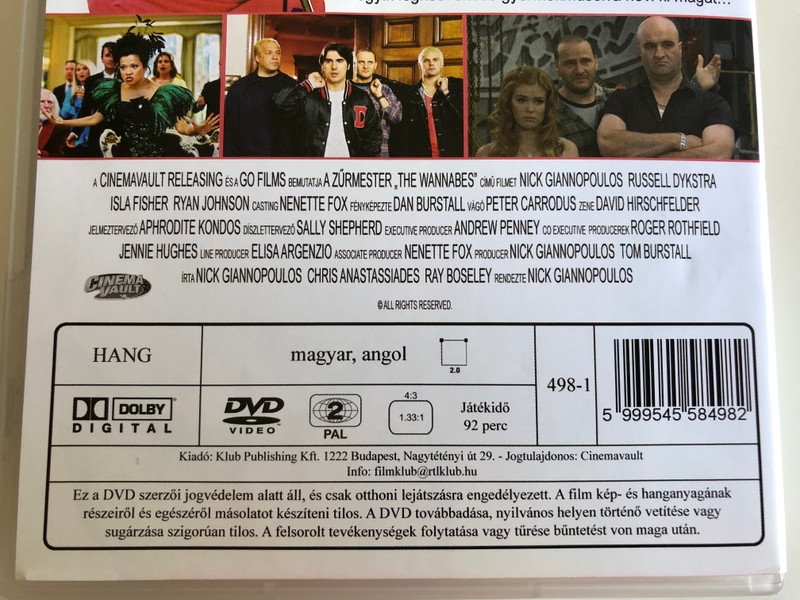 A CINEMAVAULT RELEASING ÉS A GO FILMS BEMUTATJA A ZŰRMESTER „THE WANNABES” CÍMŰ FILMET NICK GIANNOPOULOS RUSSELL DYKSTRA
ISLA FISHER RYAN JOHNSON CASTING NENETTE FOX FÉNYKÉPEZTE DAN BURSTALL VÁGÓ PETER CARRODUS ZENE DAVID HIRSCHFELDER
JELMEZTERVEZŐ APHRODITE KONDOS DÍSZLETTERVEZŐ SALLY SHEPHERD EXECUTIVE PRODUCER ANDREW PENNEY CO EXECUTIVE PRODUCEREK ROGER ROTHFIELD
JENNIE HUGHES LINE PRODUCER ELISA ARGENZIO ASSOCIATE PRODUCER NENETTE FOX PRODUCER NICK GIANNOPOULOS TOM BURSTALL
ÍRTA NICK GIANNOPOULOS CHRIS ANASTASSIADES RAY BOSELEY RENDEZTE NICK GIANNOPOULOS
CINEMA VAULT
© ALL RIGHTS RESERVED.
HANG
magyar, angol
2.0
498-1
5 999545 584982
DOLBY
DIGITAL
DVD
VIDEO
2
PAL
4:3
1.33:1
Játékidő
92 perc
Kiadó: Klub Publishing Kft. 1222 Budapest, Nagytétényi út 29. - Jogtulajdonos: Cinemavault
Info: filmklub@rtlklub.hu
Ez a DVD szerzői jogvédelem alatt áll, és csak otthoni lejátszásra engedélyezett. A film kép- és hanganyagának
részeiről és egészéről másolatot készíteni tilos. A DVD továbbadása, nyilvános helyen történő vetítése vagy
sugárzása szigorúan tilos. A felsorolt tevékenységek folytatása vagy tűrése bűntetést von maga után.